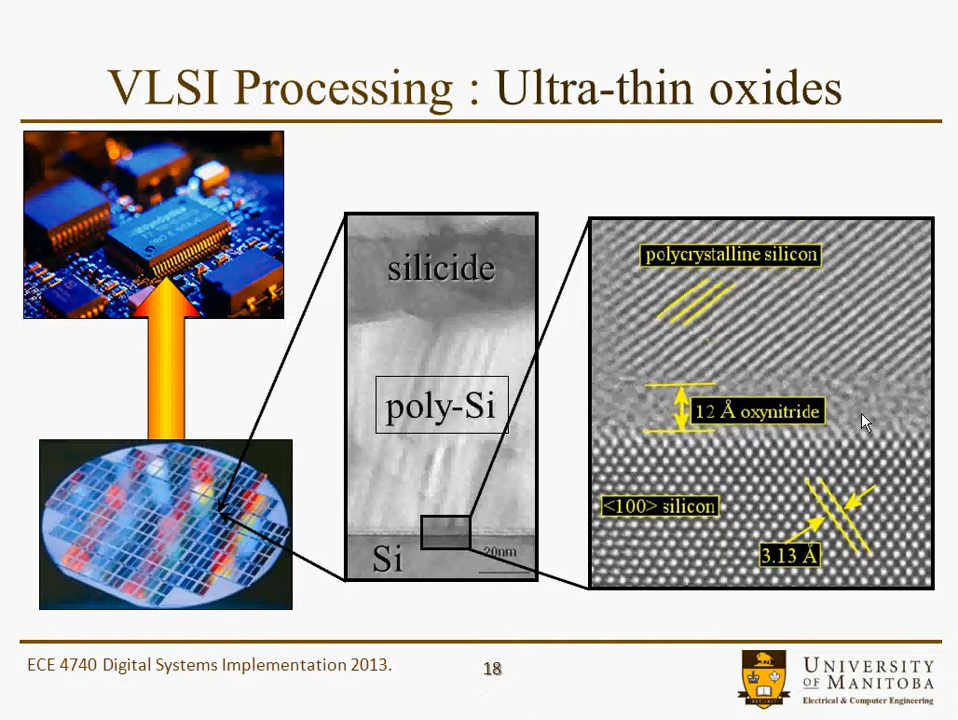 VLSI Processing : Ultra-thin oxides
silicide
poly-Si
Si
20nm
polycrystalline silicon
12 Å oxynitride
<100> silicon
3.13 Å
ECE 4740 Digital Systems Implementation 2013.
18
UNIVERSITY
OF MANITOBA
Electrical & Computer Engineering